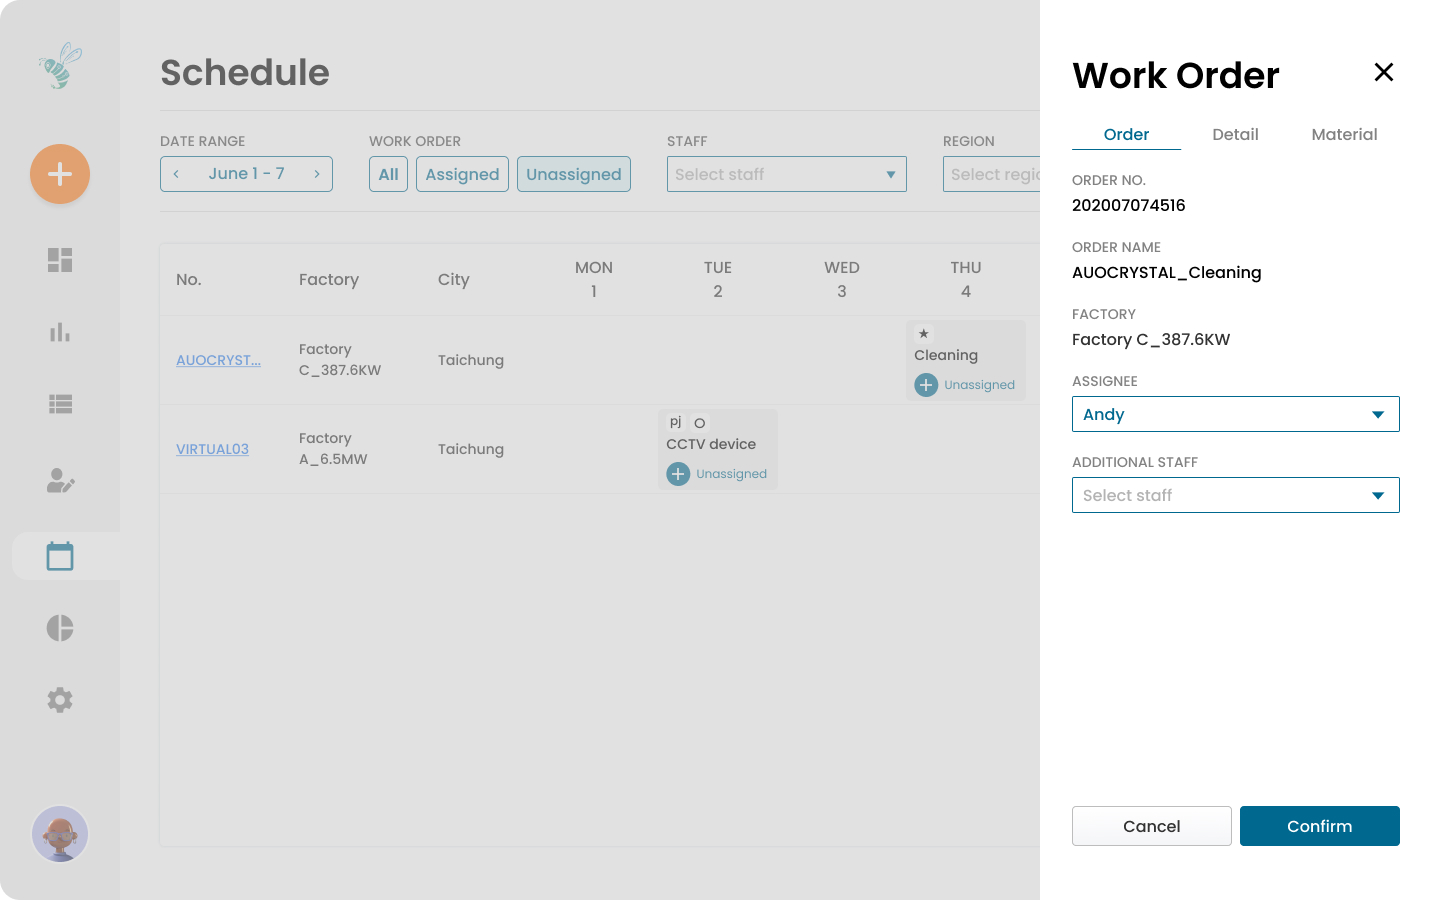 Schedule
DATE RANGE
June 1 - 7
WORK ORDER
All
Assigned
Unassigned
STAFF
Select staff
REGION
Select regi
No.
Factory
City
MON
1
TUE
2
WED
3
THU
4
AUOCRYST...
Factory
C_387.6KW
Taichung
Cleaning
Unassigned
VIRTUAL03
Factory
A_6.5MW
Taichung
pj
CCTV device
Unassigned
Work Order
Order
Detail
Material
ORDER NO.
202007074516
ORDER NAME
AUOCRYSTAL_Cleaning
FACTORY
Factory C_387.6KW
ASSIGNEE
Andy
ADDITIONAL STAFF
Select staff
Cancel
Confirm